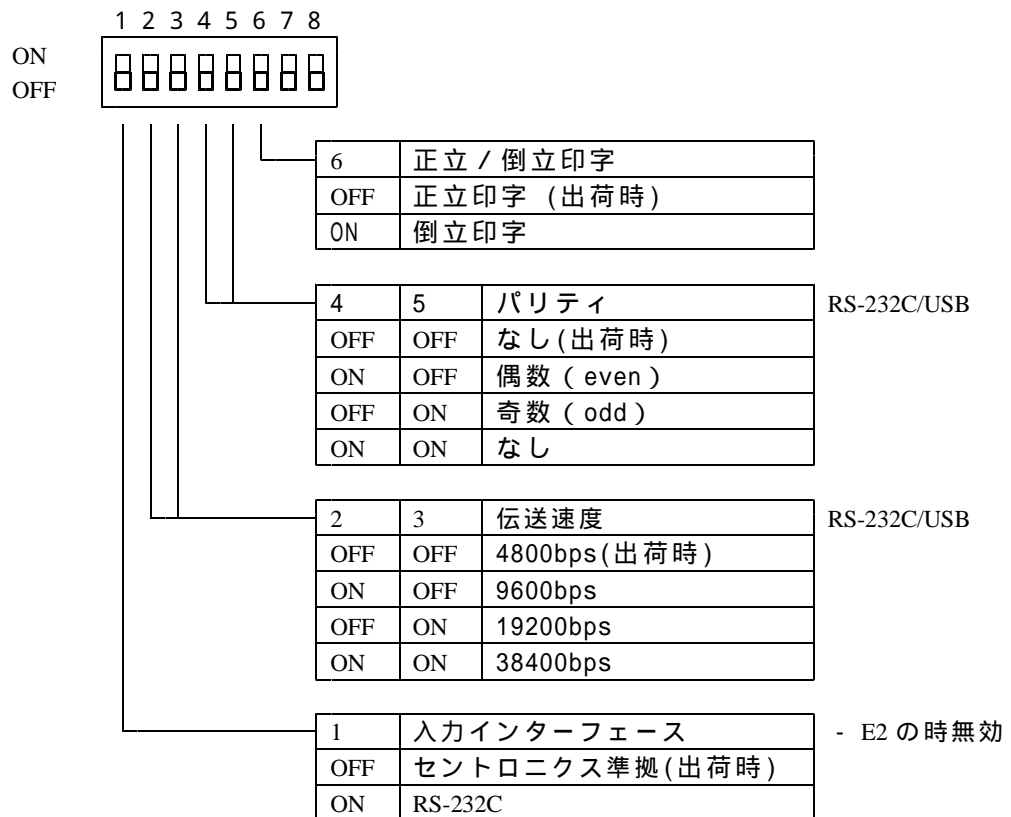 1 2 3 4 5 6 7 8
ON
OFF
6 正立/倒立印字
OFF 正立印字 (出荷時)
ON 倒立印字
4 5 パリティ RS-232C/USB
OFF OFF なし(出荷時)
ON OFF 偶数(even)
OFF ON 奇数(odd)
ON ON なし
2 3 伝送速度 RS-232C/USB
OFF OFF 4800bps(出荷時)
ON OFF 9600bps
OFF ON 19200bps
ON ON 38400bps
1 入力インターフェース - E2の時無効
OFF セントロニクス準拠(出荷時)
ON RS-232C